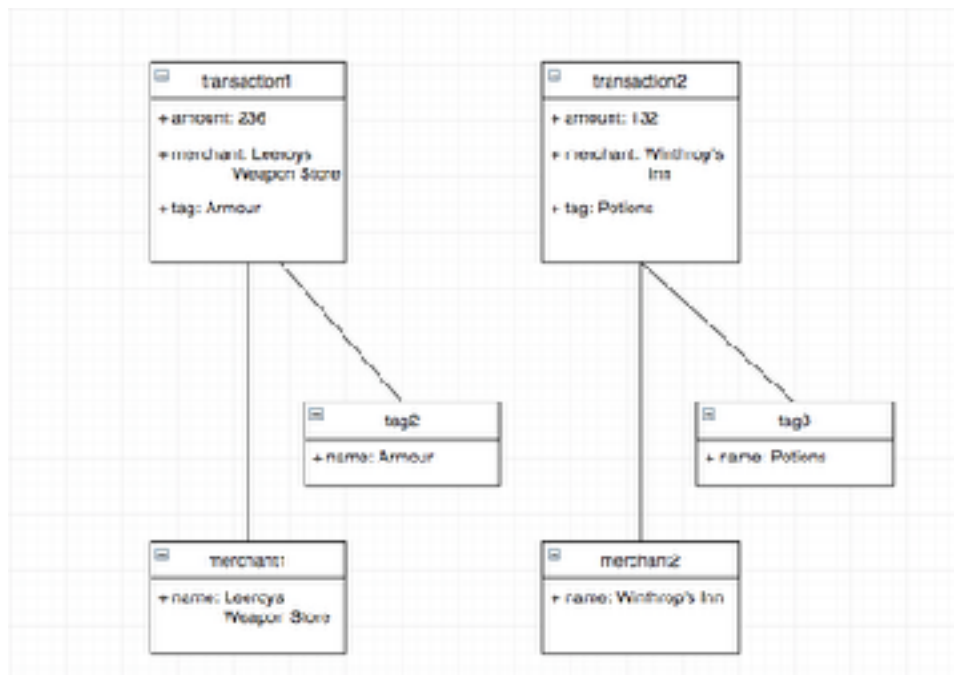 transaction1
+ amount: 236
+ merchant: Leeroys
Weapon Store
+ tag: Armour
transaction2
+ amount: 132
+ merchant: Winthrop's
Inn
+ tag: Potions
tag2
+ name: Armour
tag3
+ name: Potions
merchant1
+ name: Leeroys
Weapon Store
merchant2
+ name: Winthrop's Inn